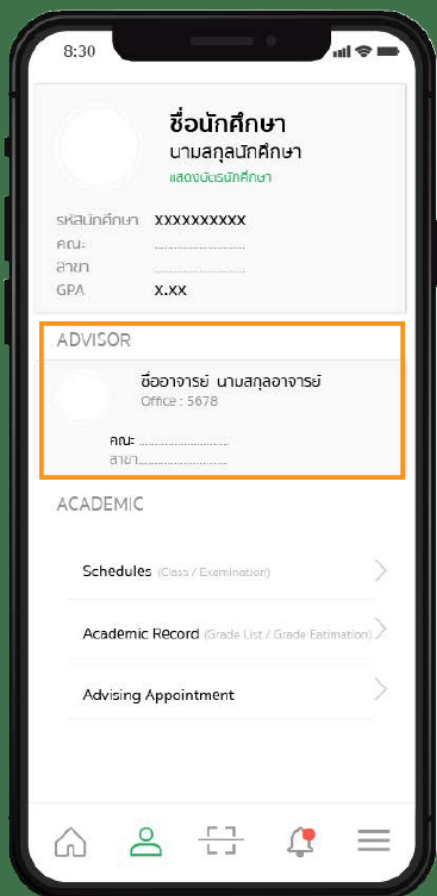 8:30
ชื่อนักศึกษา
นามสกุลนักศึกษา
แสดงบัตรนักศึกษา
รหัสนักศึกษา XXXXXXXXXX
คณะ ........................
สาขา ........................
GPA X.XX
ADVISOR
ชื่ออาจารย์ นามสกุลอาจารย์
Office : 5678
คณะ ........................
สาขา........................
ACADEMIC
Schedules (Class / Examination)
Academic Record (Grade List / Grade Eatimation)
Advising Appointment